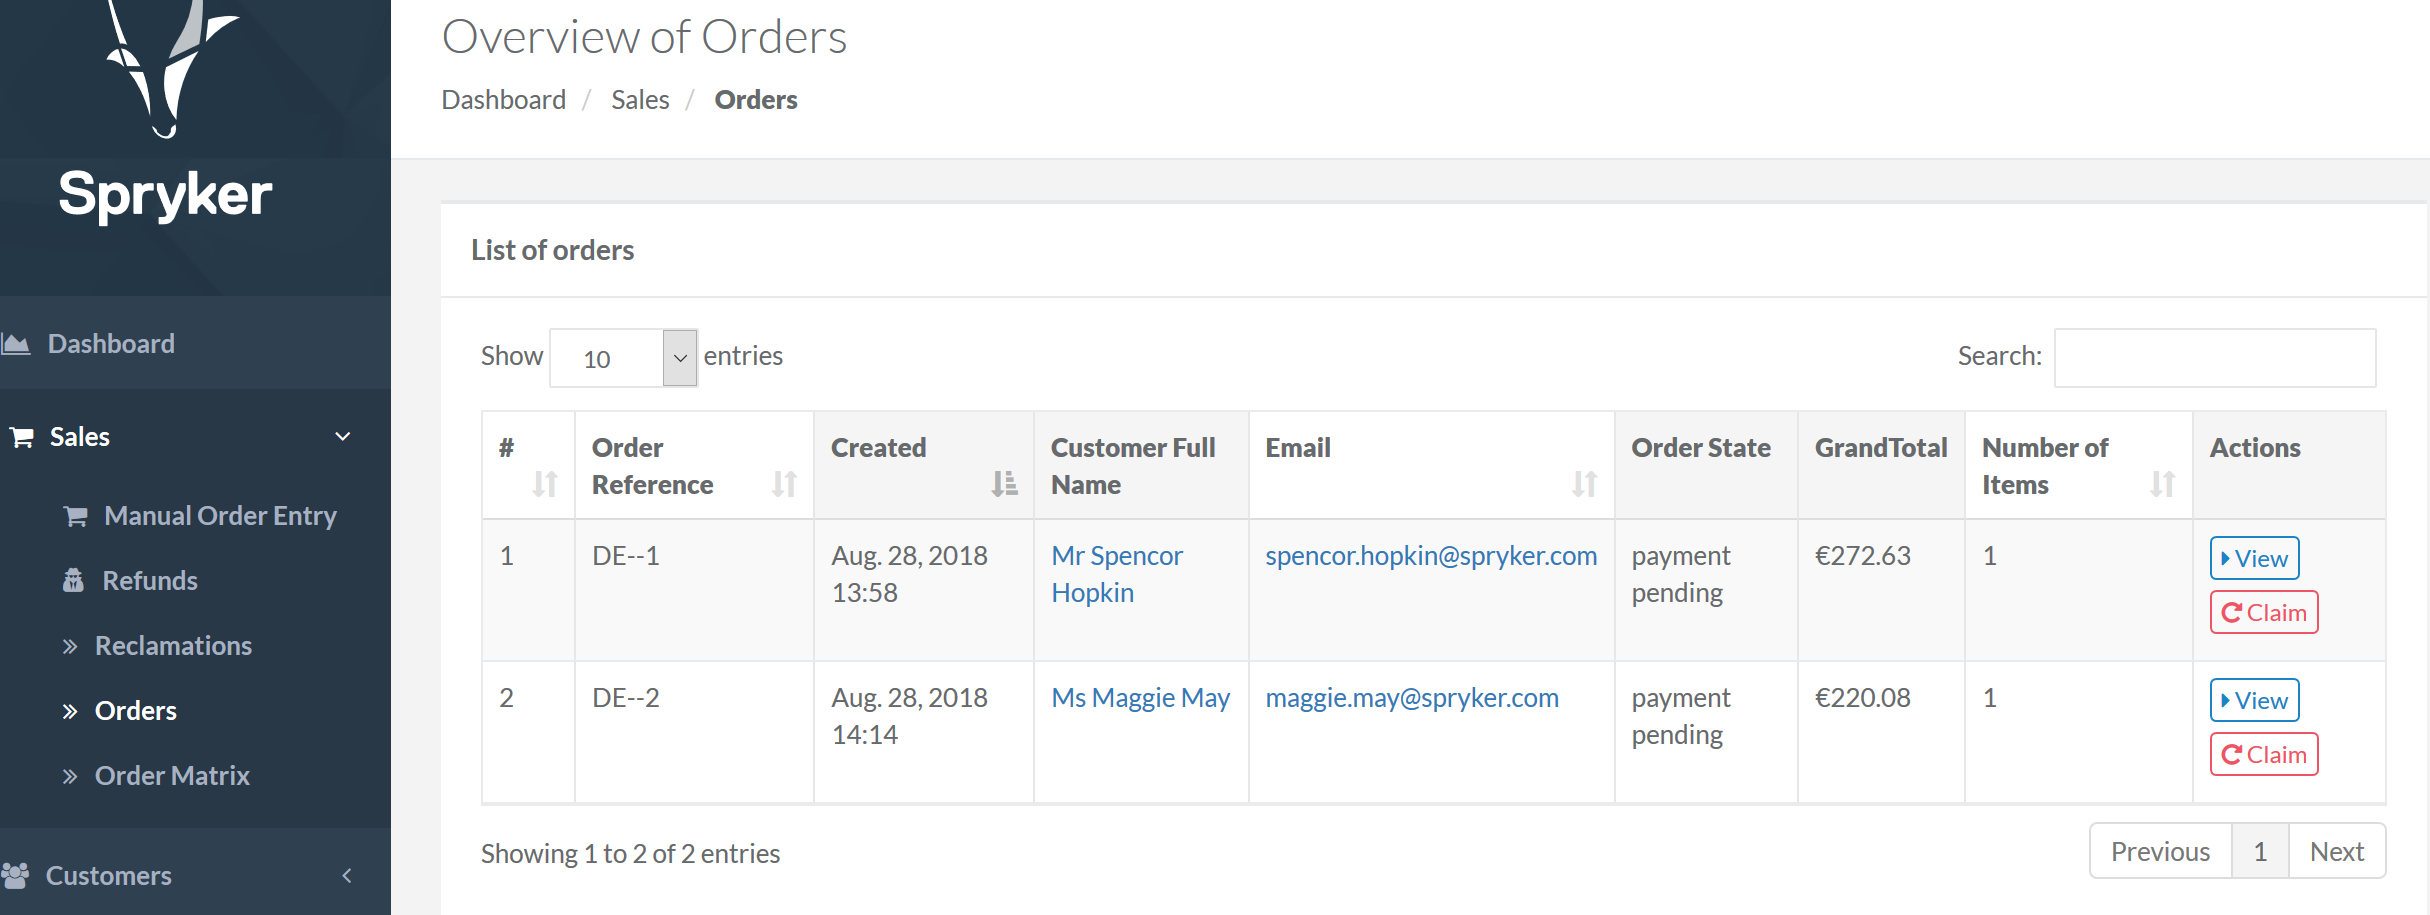 Spryker
Dashboard
Sales
Manual Order Entry
Refunds
Reclamations
Orders
Order Matrix
Customers
Overview of Orders
Dashboard / Sales / Orders
List of orders
Show 10 entries
Search:
# Order Reference Created Customer Full Name Email Order State GrandTotal Number of Items Actions
1 DE--1 Aug. 28, 2018 13:58 Mr Spencor Hopkin spencor.hopkin@spryker.com payment pending €272.63 1 View Claim
2 DE--2 Aug. 28, 2018 14:14 Ms Maggie May maggie.may@spryker.com payment pending €220.08 1 View Claim
Showing 1 to 2 of 2 entries
Previous 1 Next